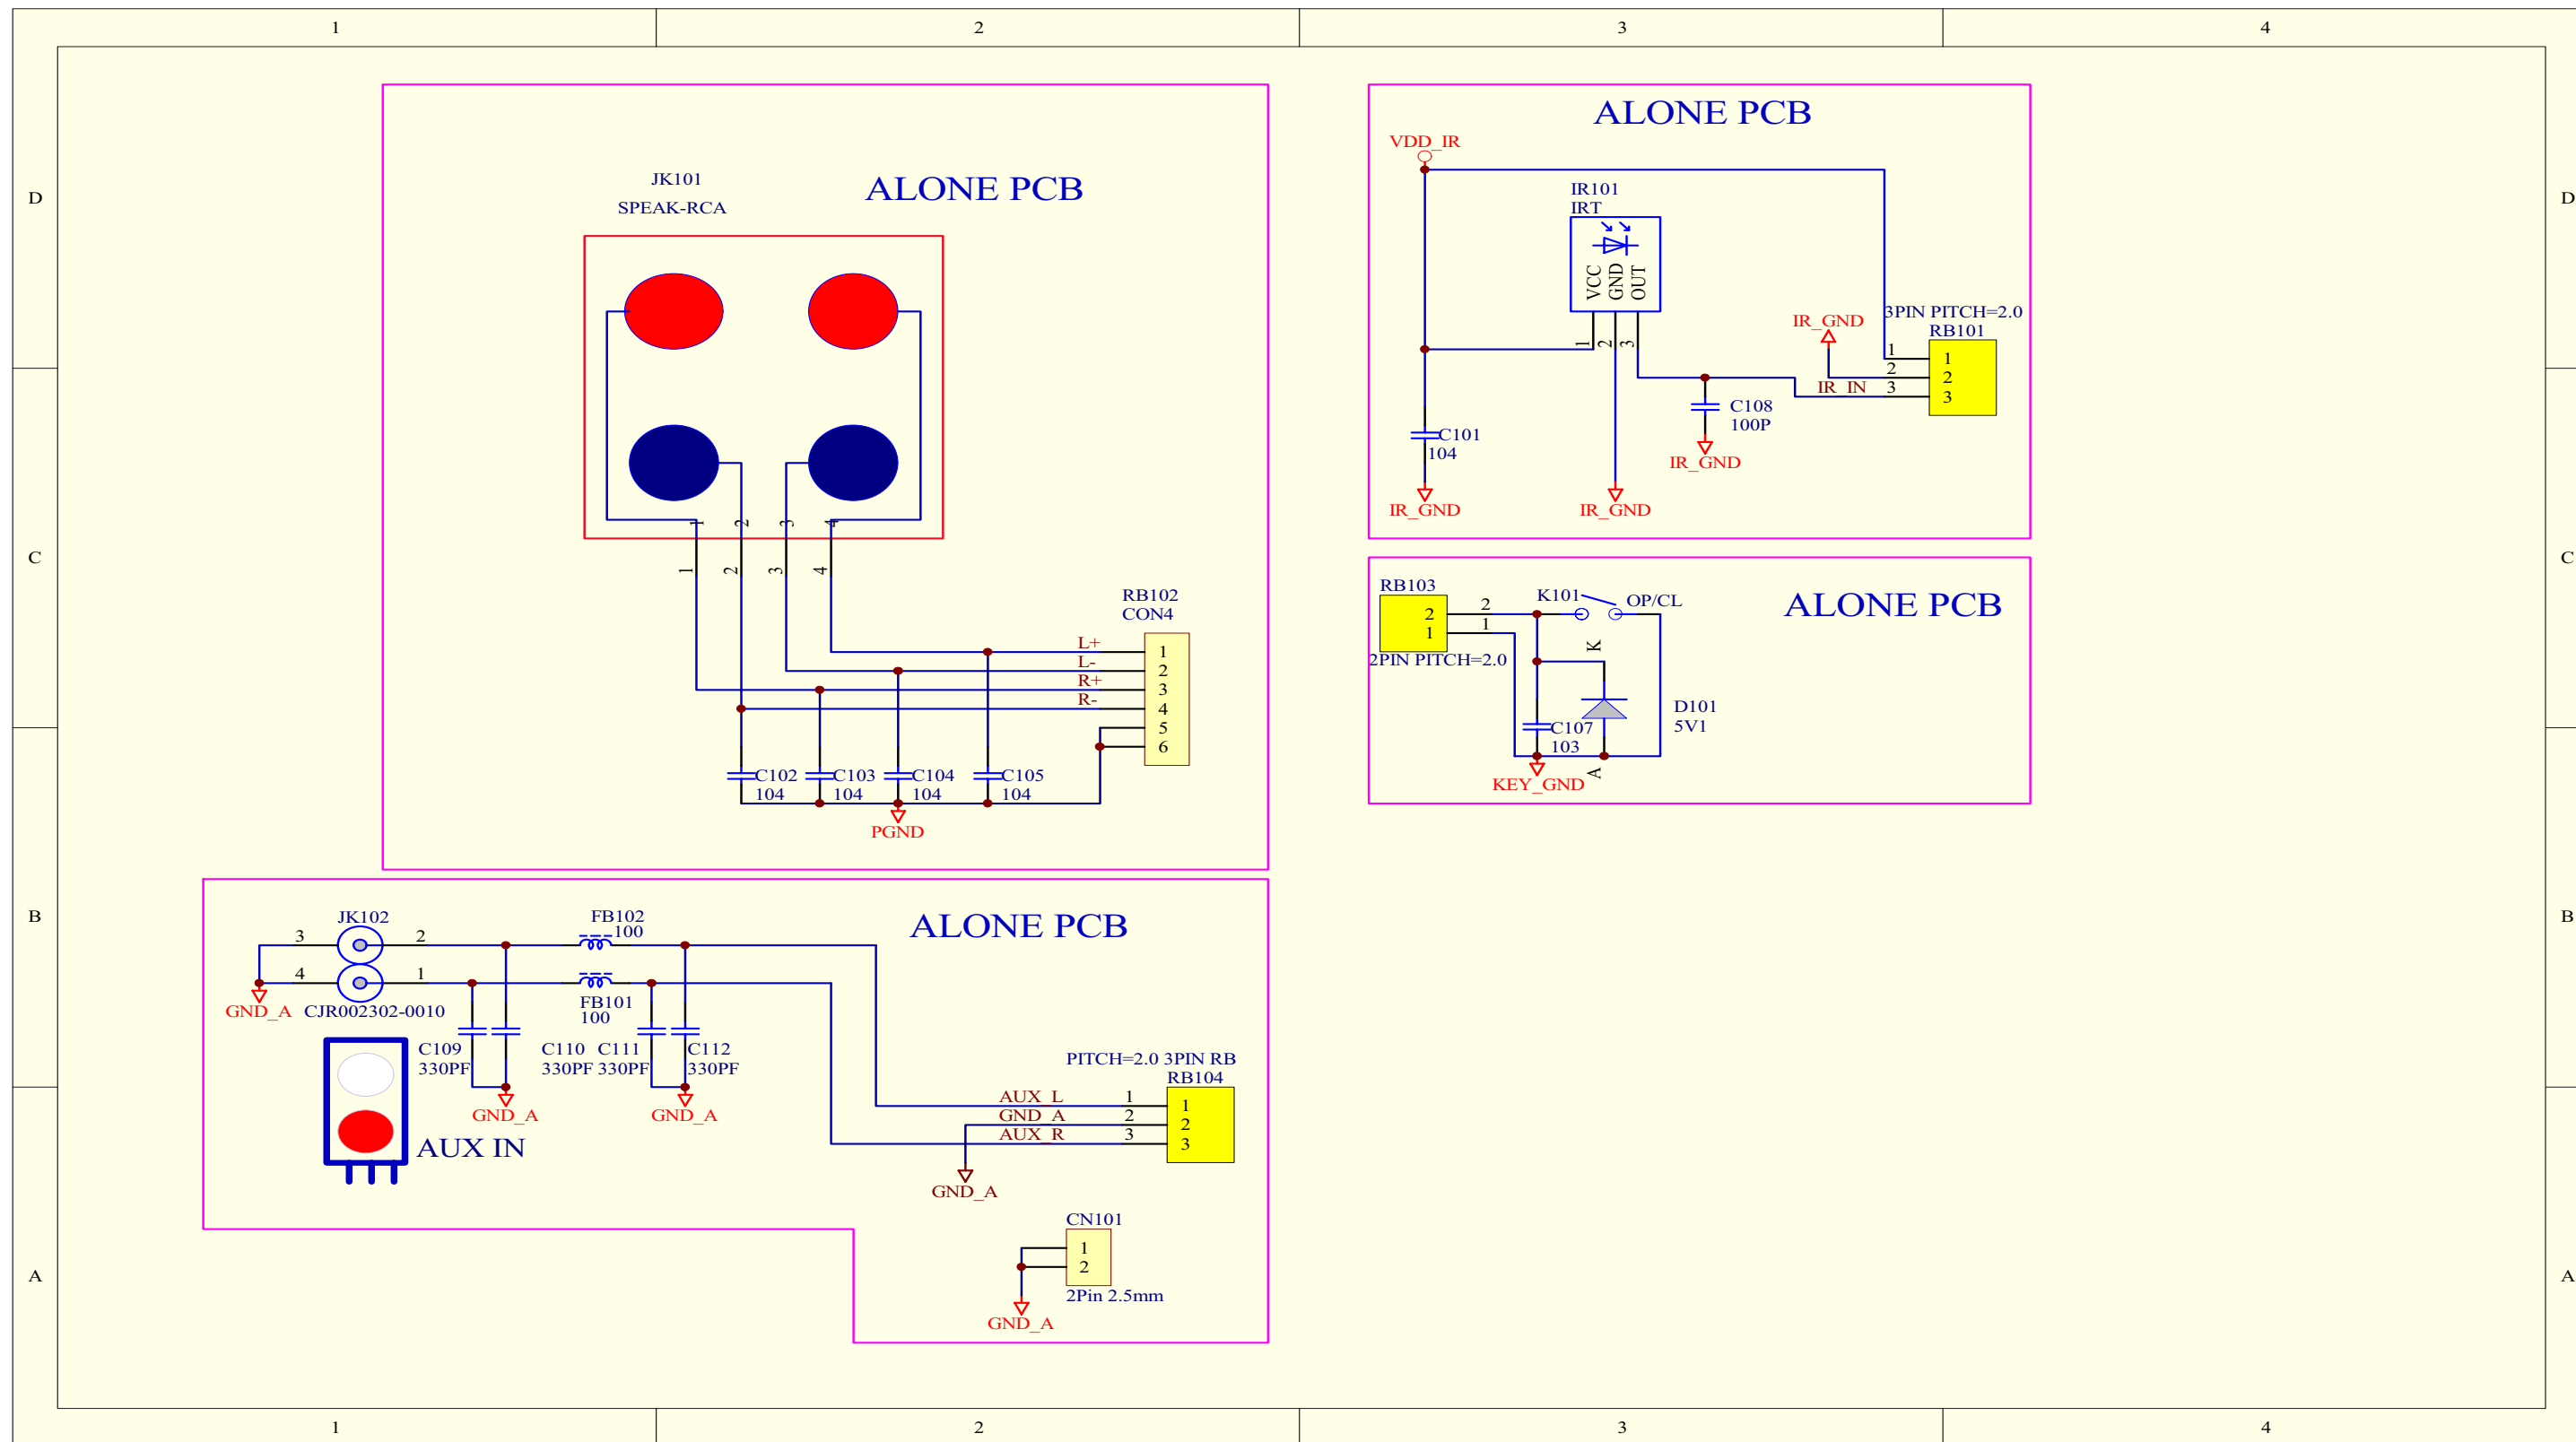 1 2 3 4
D D
C C
B B
A A
1 2 3 4
JK101
SPEAK-RCA
ALONE PCB
1 2 3 4
1 2 3 4
RB102
CON4
L+ 1
L- 2
R+ 3
R- 4
5
6
C102 C103 C104 C105
104 104 104 104
PGND
ALONE PCB
VDD_IR
IR101
IRT
VCC GND OUT
1 2 3
3PIN PITCH=2.0
RB101
IR_GND
1 1
2 2
IR_IN 3 3
C108
100P
IR_GND
C101
104
IR_GND
IR_GND
RB103
K101 OP/CL
ALONE PCB
2 2
1 1
2PIN PITCH=2.0
K
D101
5V1
C107
103
A
KEY_GND
ALONE PCB
JK102
FB102
100
3 2
4 1
GND_A
CJR002302-0010
FB101
100
C109 C110 C111 C112
330PF 330PF 330PF 330PF
GND_A GND_A
AUX IN
PITCH=2.0 3PIN RB
RB104
AUX_L 1 1
GND_A 2 2
AUX_R 3 3
GND_A
CN101
1
2
2Pin 2.5mm
GND_A